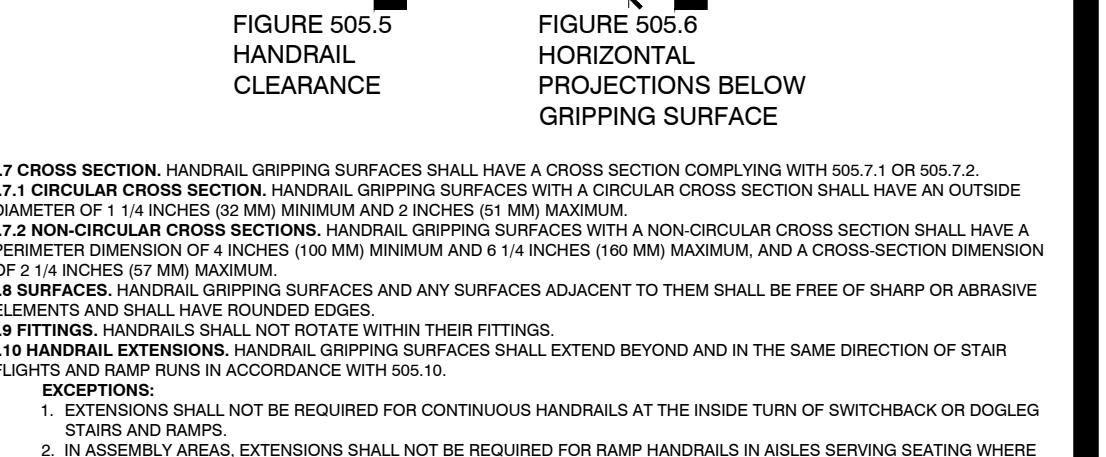 FIGURE 505.5
HANDRAIL
CLEARANCE
FIGURE 505.6
HORIZONTAL
PROJECTIONS BELOW
GRIPPING SURFACE
.7 CROSS SECTION. HANDRAIL GRIPPING SURFACES SHALL HAVE A CROSS SECTION COMPLYING WITH 505.7.1 OR 505.7.2.
.7.1 CIRCULAR CROSS SECTION. HANDRAIL GRIPPING SURFACES WITH A CIRCULAR CROSS SECTION SHALL HAVE AN OUTSIDE
DIAMETER OF 1 1/4 INCHES (32 MM) MINIMUM AND 2 INCHES (51 MM) MAXIMUM.
.7.2 NON-CIRCULAR CROSS SECTIONS. HANDRAIL GRIPPING SURFACES WITH A NON-CIRCULAR CROSS SECTION SHALL HAVE A
PERIMETER DIMENSION OF 4 INCHES (100 MM) MINIMUM AND 6 1/4 INCHES (160 MM) MAXIMUM, AND A CROSS-SECTION DIMENSION
OF 2 1/4 INCHES (57 MM) MAXIMUM.
.8 SURFACES. HANDRAIL GRIPPING SURFACES AND ANY SURFACES ADJACENT TO THEM SHALL BE FREE OF SHARP OR ABRASIVE
ELEMENTS AND SHALL HAVE ROUNDED EDGES.
.9 FITTINGS. HANDRAILS SHALL NOT ROTATE WITHIN THEIR FITTINGS.
.10 HANDRAIL EXTENSIONS. HANDRAIL GRIPPING SURFACES SHALL EXTEND BEYOND AND IN THE SAME DIRECTION OF STAIR
FLIGHTS AND RAMP RUNS IN ACCORDANCE WITH 505.10.
EXCEPTIONS:
1. EXTENSIONS SHALL NOT BE REQUIRED FOR CONTINUOUS HANDRAILS AT THE INSIDE TURN OF SWITCHBACK OR DOGLEG
STAIRS AND RAMPS.
2. IN ASSEMBLY AREAS, EXTENSIONS SHALL NOT BE REQUIRED FOR RAMP HANDRAILS IN AISLES SERVING SEATING WHERE